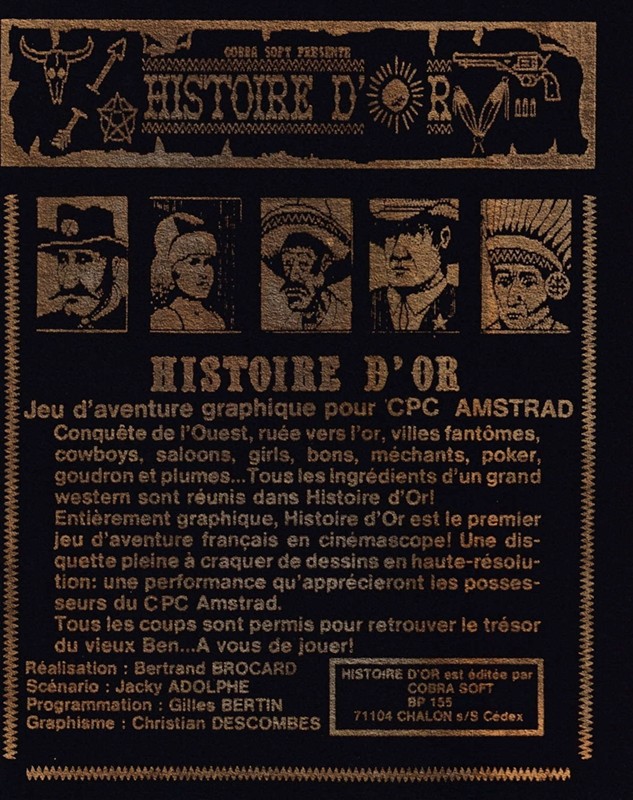 COBRA SOFT PRESENTE
HISTOIRE D'OR
HISTOIRE D'OR
Jeu d'aventure graphique pour CPC AMSTRAD
Conquête de l'Ouest, ruée vers l'or, villes fantômes,
cowboys, saloons, girls, bons, méchants, poker,
goudron et plumes...Tous les ingrédients d'un grand
western sont réunis dans Histoire d'Or!
Entièrement graphique, Histoire d'Or est le premier
jeu d'aventure français en cinémascope! Une dis-
quette pleine à craquer de dessins en haute-résolu-
tion: une performance qu'apprécieront les posses-
seurs du CPC Amstrad.
Tous les coups sont permis pour retrouver le trésor
du vieux Ben...A vous de jouer!
Réalisation : Bertrand BROCARD
Scénario : Jacky ADOLPHE
Programmation : Gilles BERTIN
Graphisme : Christian DESCOMBES
HISTOIRE D'OR est éditée par
COBRA SOFT
BP 155
71104 CHALON s/S Cédex